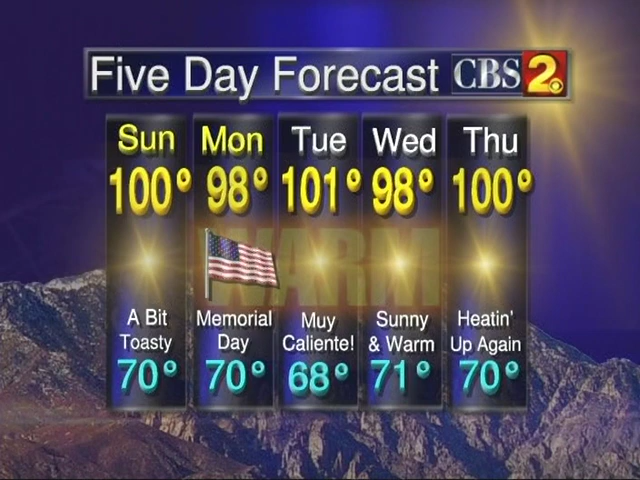 Five Day Forecast CBS 2
Sun Mon Tue Wed Thu
100° 98° 101° 98° 100°
WARM
A Bit Toasty
Memorial Day
Muy Caliente!
Sunny & Warm
Heatin' Up Again
70° 70° 68° 71° 70°